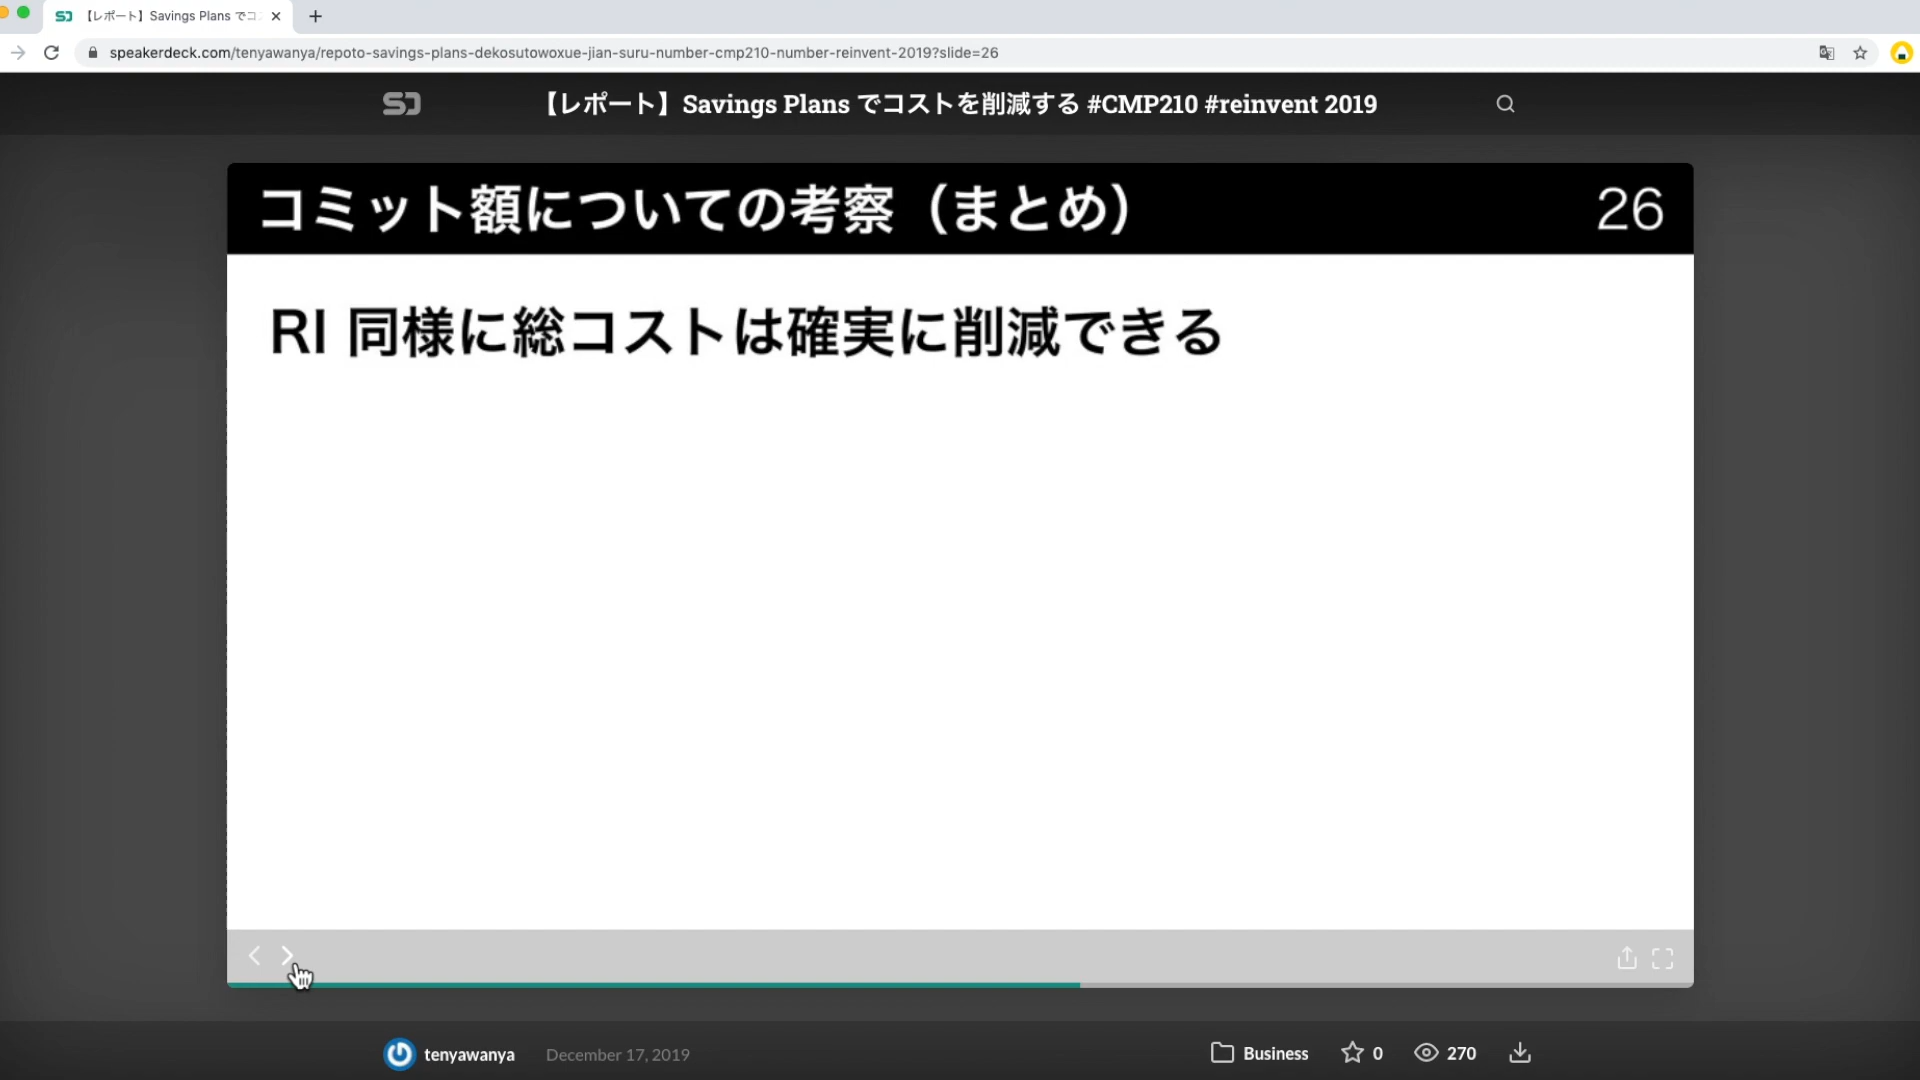 【レポート】Savings Plans でコ
speakerdeck.com/tenyawanya/repoto-savings-plans-dekosutowoxue-jian-suru-number-cmp210-number-reinvent-2019?slide=26
【レポート】Savings Plans でコストを削減する #CMP210 #reinvent 2019
コミット額についての考察（まとめ） 26
RI 同様に総コストは確実に削減できる
tenyawanya December 17, 2019 Business 0 270